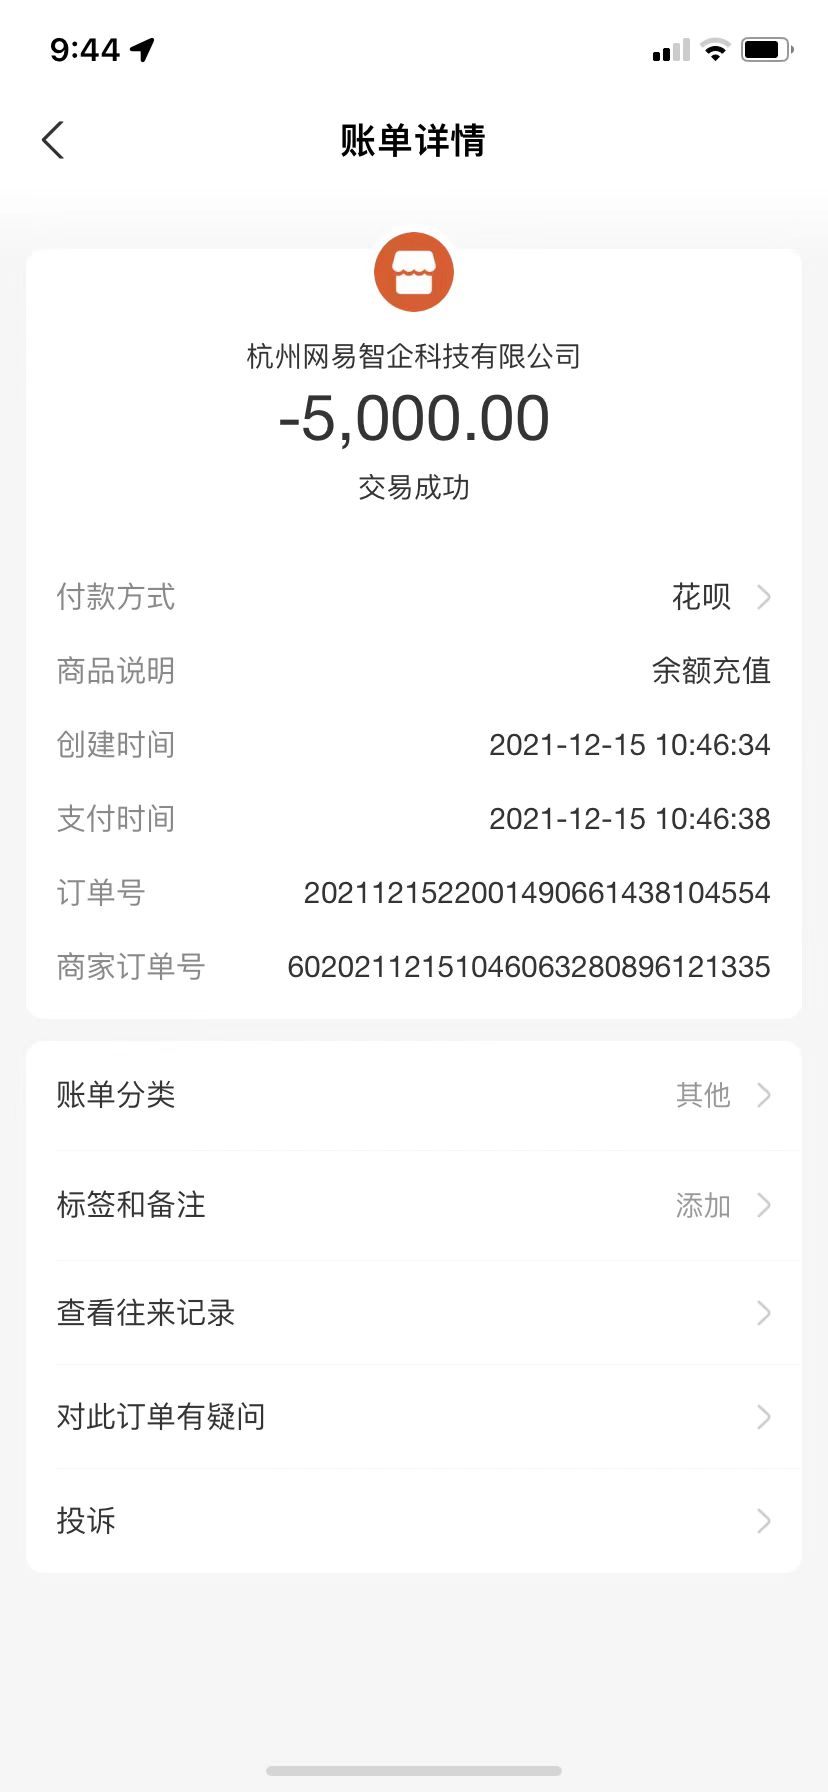 9:44
账单详情
杭州网易智企科技有限公司
-5,000.00
交易成功
付款方式 花呗
商品说明 余额充值
创建时间 2021-12-15 10:46:34
支付时间 2021-12-15 10:46:38
订单号 2021121522001490661438104554
商家订单号 60202112151046063280896121335
账单分类 其他
标签和备注 添加
查看往来记录
对此订单有疑问
投诉